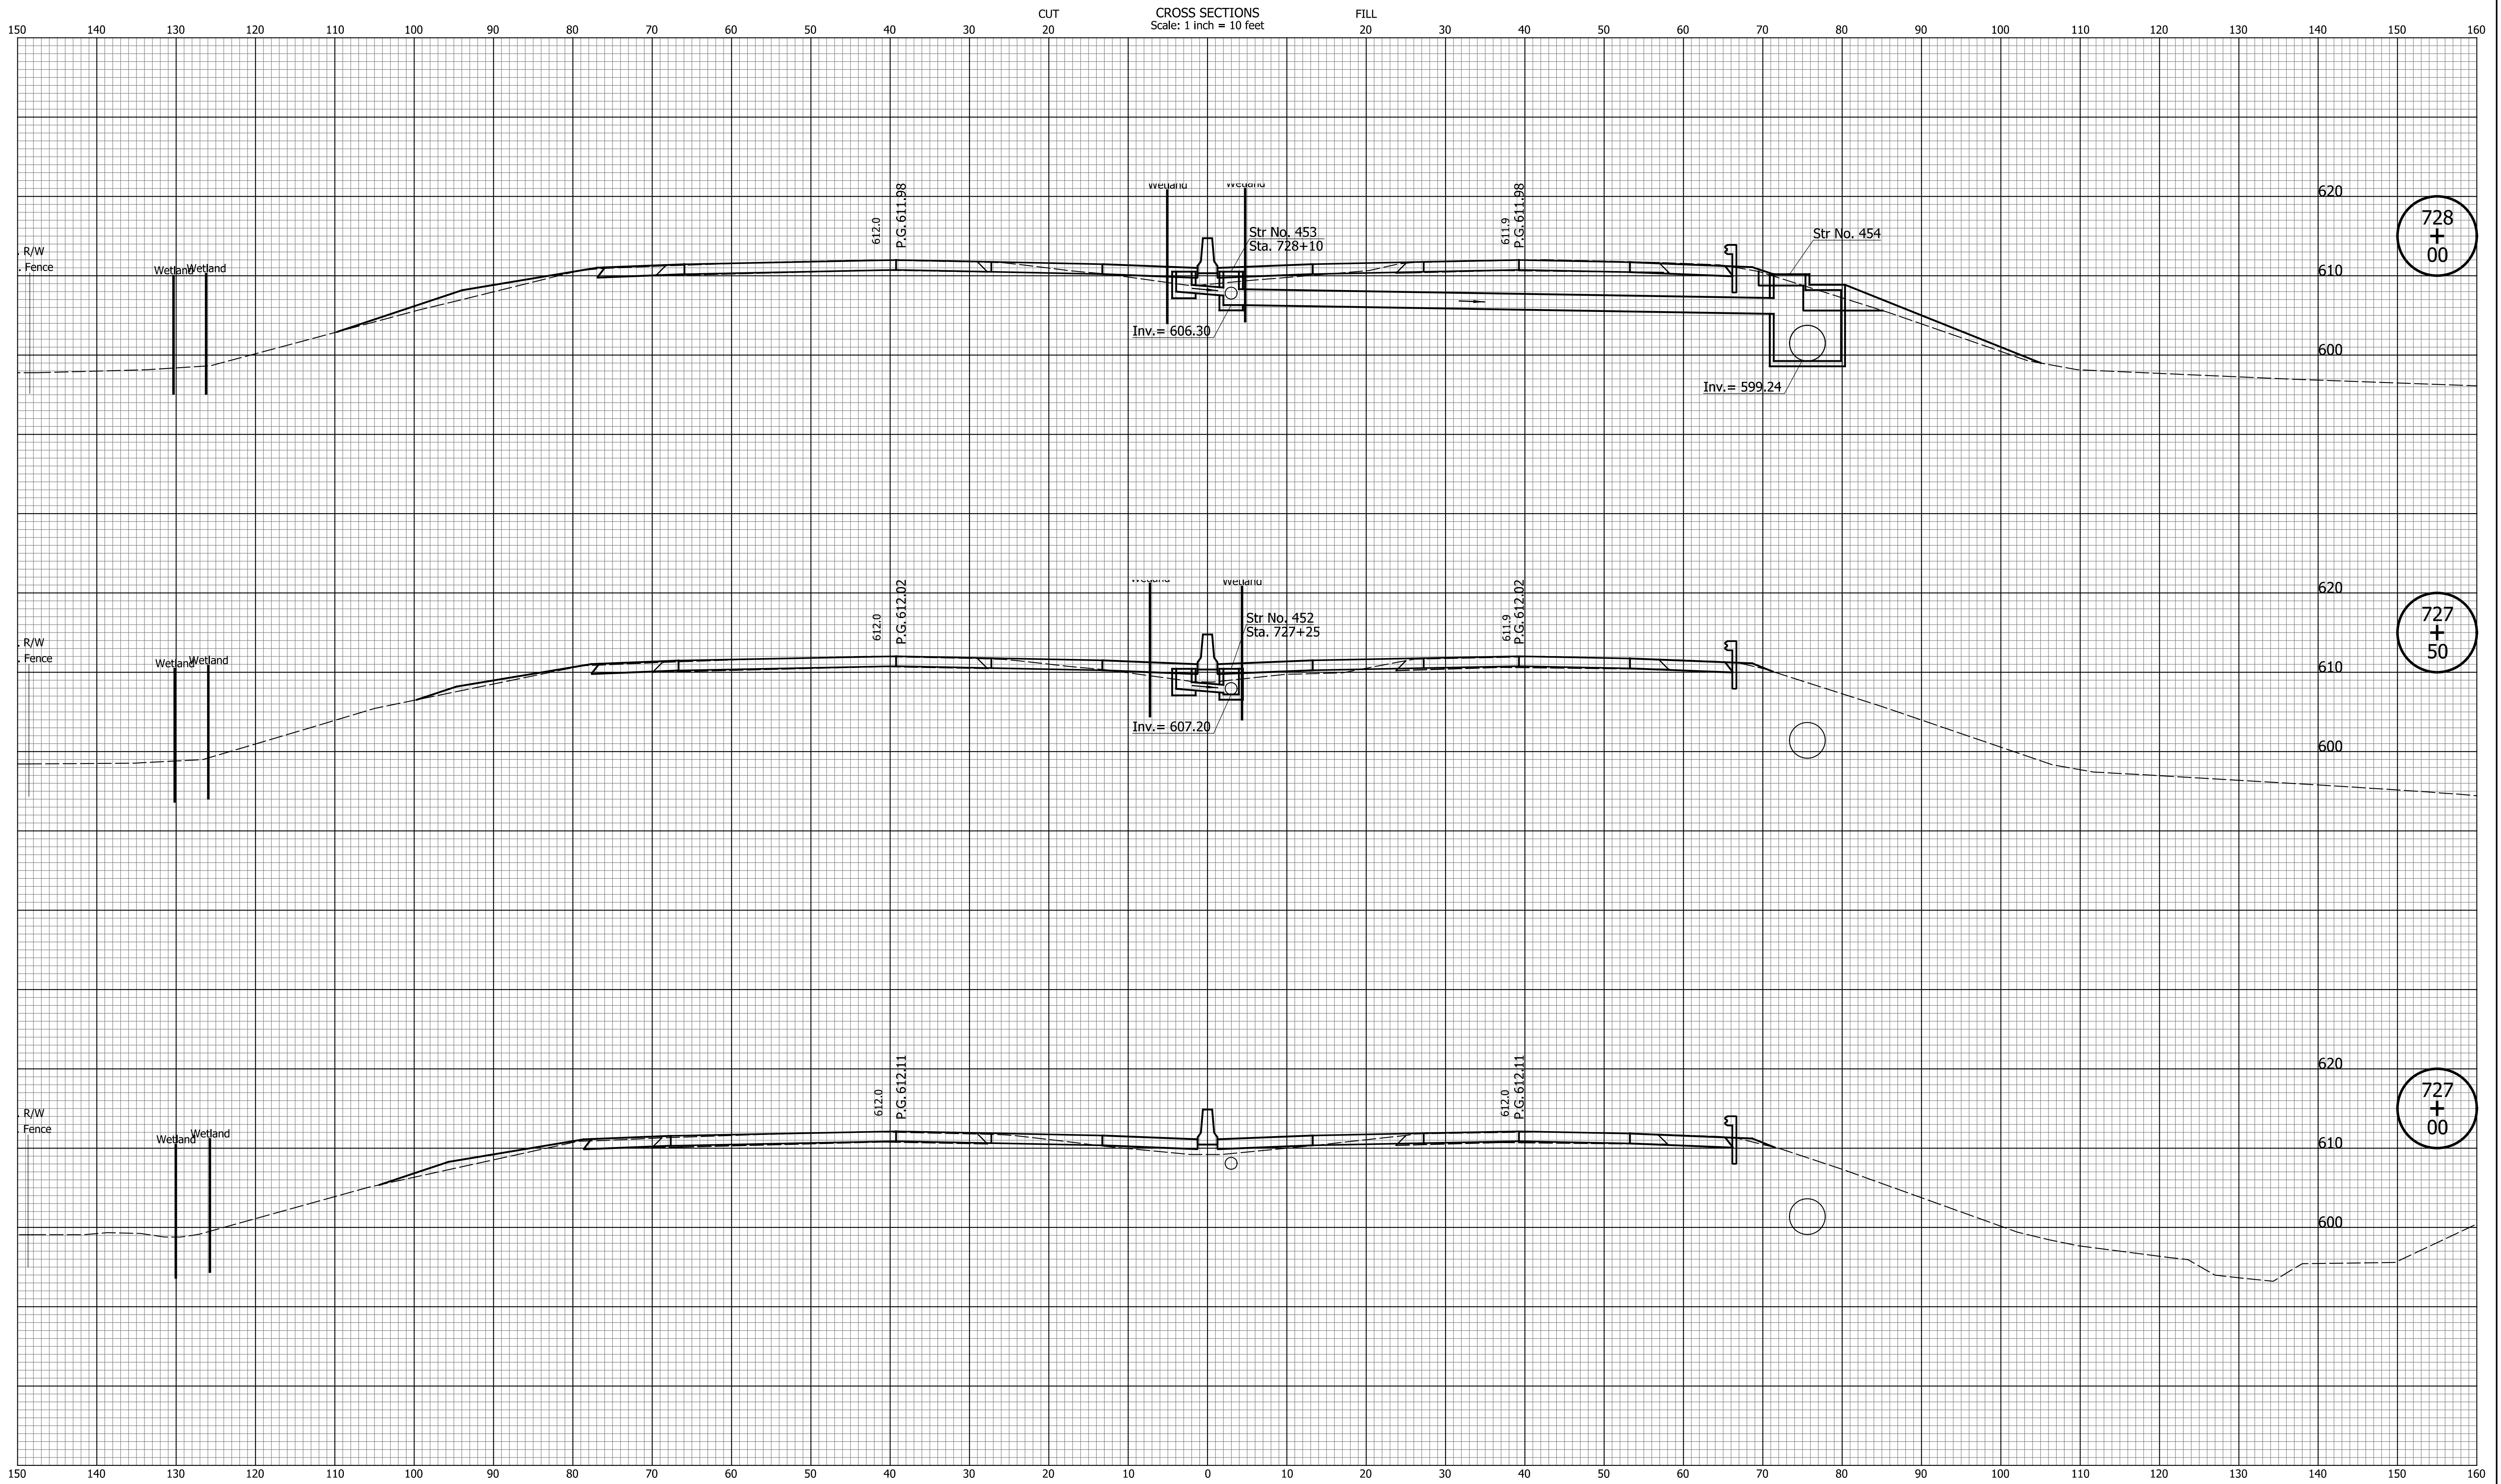 CUT CROSS SECTIONS FILL
Scale: 1 inch = 10 feet
150 140 130 120 110 100 90 80 70 60 50 40 30 20 0 20 30 40 50 60 70 80 90 100 110 120 130 140 150 160
620
612.0
P.G. 611.98
Wetland Wetland
611.9
P.G. 611.98
728
+
00
Str No. 453
Sta. 728+10
Str No. 454
. R/W
. Fence
Wetland Wetland
610
Inv.= 606.30
600
Inv.= 599.24
620
612.0
P.G. 612.02
Wetland Wetland
611.9
P.G. 612.02
727
+
50
Str No. 452
Sta. 727+25
. R/W
. Fence
Wetland Wetland
610
Inv.= 607.20
600
620
612.0
P.G. 612.11
612.0
P.G. 612.11
727
+
00
. R/W
. Fence
Wetland Wetland
610
600
150 140 130 120 110 100 90 80 70 60 50 40 30 20 10 0 10 20 30 40 50 60 70 80 90 100 110 120 130 140 150 160